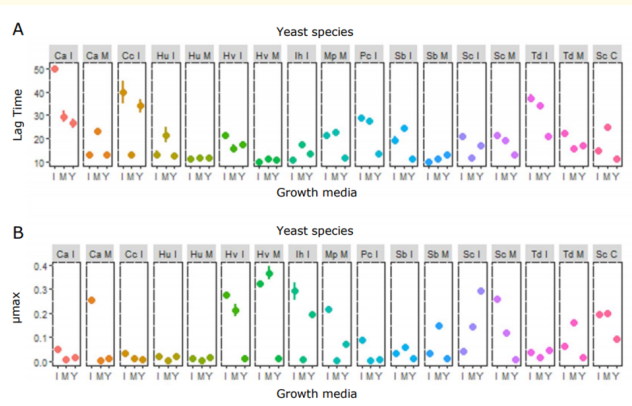 A
Yeast species
Ca I Ca M Cc I Hu I Hu M Hv I Hv M Ih I Mp M Pc I Sb I Sb M Sc I Sc M Td I Td M Sc C
Lag Time
50
40
30
20
10
I M Y I M Y I M Y I M Y I M Y I M Y I M Y I M Y I M Y I M Y I M Y I M Y I M Y I M Y I M Y I M Y I M Y
Growth media
B
Yeast species
Ca I Ca M Cc I Hu I Hu M Hv I Hv M Ih I Mp M Pc I Sb I Sb M Sc I Sc M Td I Td M Sc C
µmax
0.4
0.3
0.2
0.1
0.0
I M Y I M Y I M Y I M Y I M Y I M Y I M Y I M Y I M Y I M Y I M Y I M Y I M Y I M Y I M Y I M Y I M Y
Growth media